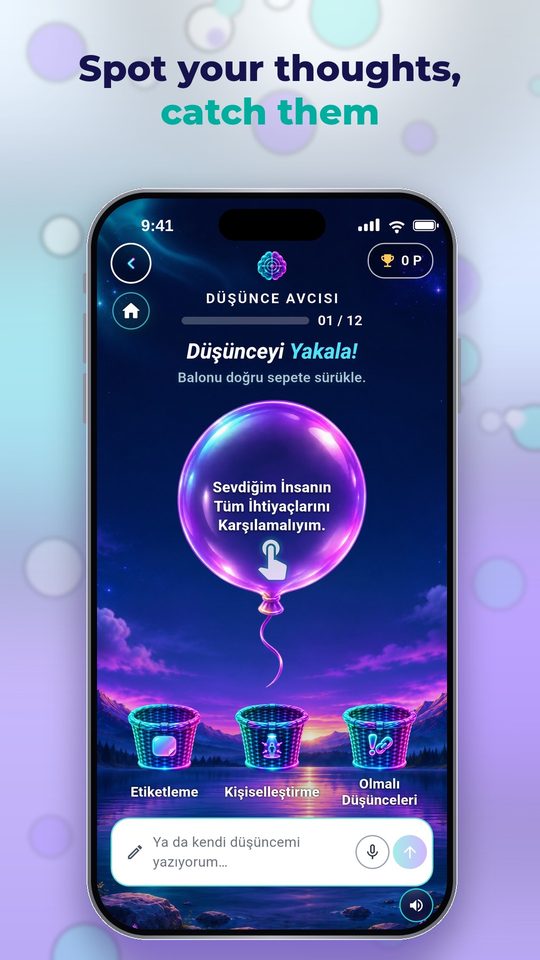 Spot your thoughts,
catch them
9:41
0 P
DÜŞÜNCE AVCISI
01 / 12
Düşünceyi Yakala!
Balonu doğru sepete sürükle.
Sevdiğim İnsanın
Tüm İhtiyaçlarını
Karşılamalıyım.
Etiketleme
Kişiselleştirme
Olmalı
Düşünceleri
Ya da kendi düşüncemi
yazıyorum...